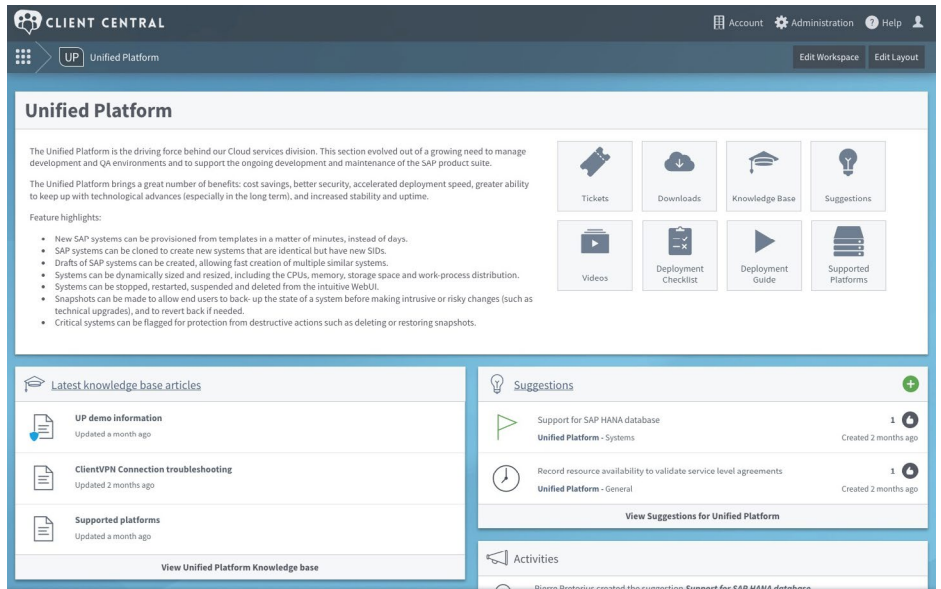 CLIENT CENTRAL
Account
Administration
? Help
UP Unified Platform
Edit Workspace
Edit Layout
Unified Platform
The Unified Platform is the driving force behind our Cloud services division. This section evolved out of a growing need to manage
development and QA environments and to support the ongoing development and maintenance of the SAP product suite.
The Unified Platform brings a great number of benefits: cost savings, better security, accelerated deployment speed, greater ability
to keep up with technological advances (especially in the long term), and increased stability and uptime.
Feature highlights:
• New SAP systems can be provisioned from templates in a matter of minutes, instead of days.
• SAP systems can be cloned to create new systems that are identical but have new SIDs.
• Drafts of SAP systems can be created, allowing fast creation of multiple similar systems.
• Systems can be dynamically sized and resized, including the CPUs, memory, storage space and work-process distribution.
• Systems can be stopped, restarted, suspended and deleted from the intuitive WebUI.
• Snapshots can be made to allow end users to back- up the state of a system before making intrusive or risky changes (such as
technical upgrades), and to revert back if needed.
• Critical systems can be flagged for protection from destructive actions such as deleting or restoring snapshots.
Tickets
Downloads
Knowledge Base
Suggestions
Videos
Deployment
Checklist
Deployment
Guide
Supported
Platforms
Latest knowledge base articles
UP demo information
Updated a month ago
ClientVPN Connection troubleshooting
Updated 2 months ago
Supported platforms
Updated a month ago
View Unified Platform Knowledge base
Suggestions
Support for SAP HANA database
1
Unified Platform - Systems
Created 2 months ago
Record resource availability to validate service level agreements
1
Unified Platform - General
Created 2 months ago
View Suggestions for Unified Platform
Activities
Pierre Pretorius created the suggestion Support for SAP HANA database